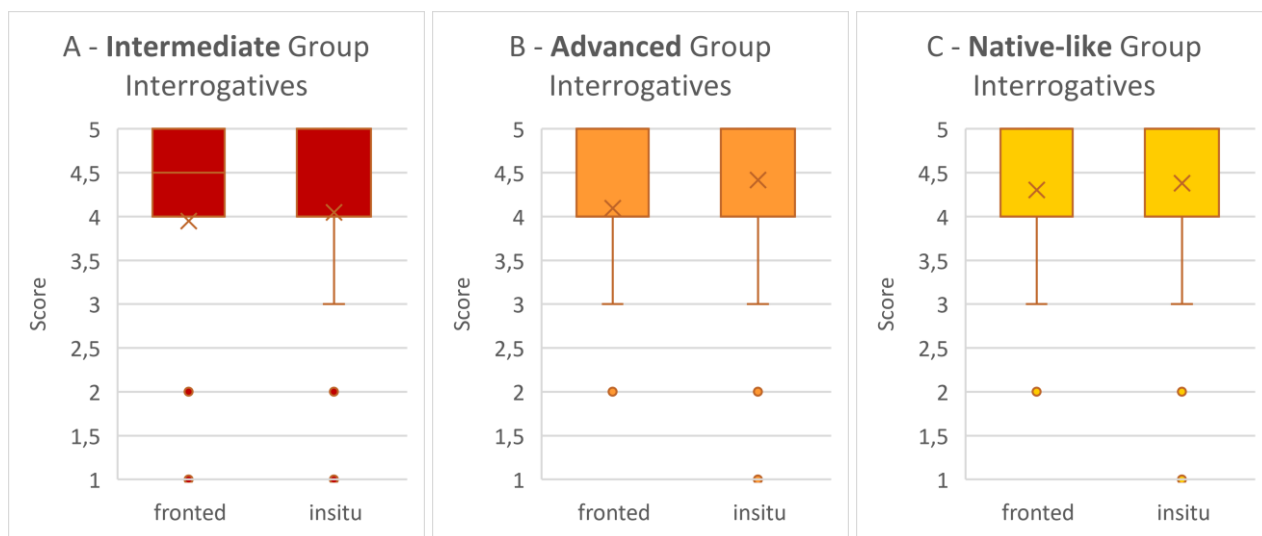 A - Intermediate Group
Interrogatives
Score
5
4,5
4
3,5
3
2,5
2
1,5
1
fronted insitu
B - Advanced Group
Interrogatives
Score
5
4,5
4
3,5
3
2,5
2
1,5
1
fronted insitu
C - Native-like Group
Interrogatives
Score
5
4,5
4
3,5
3
2,5
2
1,5
1
fronted insitu